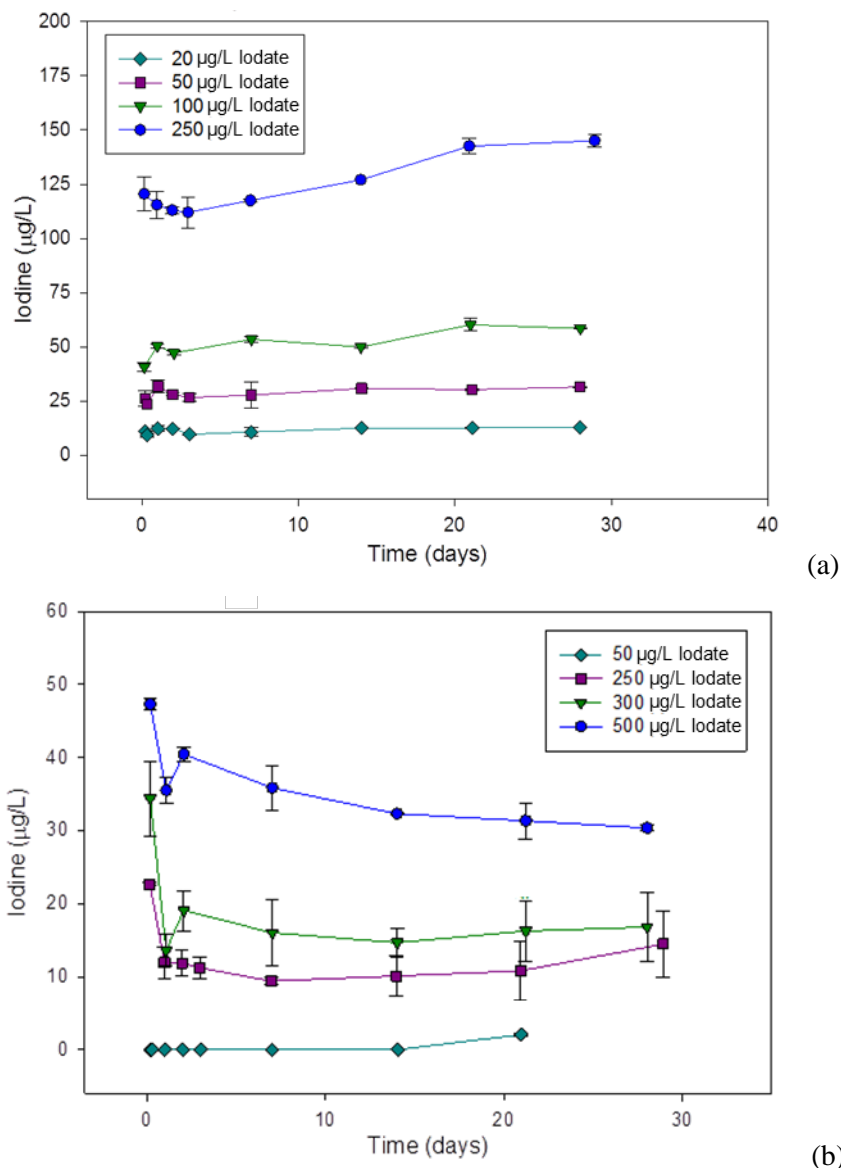 200
175
150
125
100
75
50
25
0
Iodine (µg/L)
20 µg/L Iodate
50 µg/L Iodate
100 µg/L Iodate
250 µg/L Iodate
0 10 20 30 40
Time (days)
(a)
60
50
40
30
20
10
0
Iodine (µg/L)
50 µg/L Iodate
250 µg/L Iodate
300 µg/L Iodate
500 µg/L Iodate
0 10 20 30
Time (days)
(b)